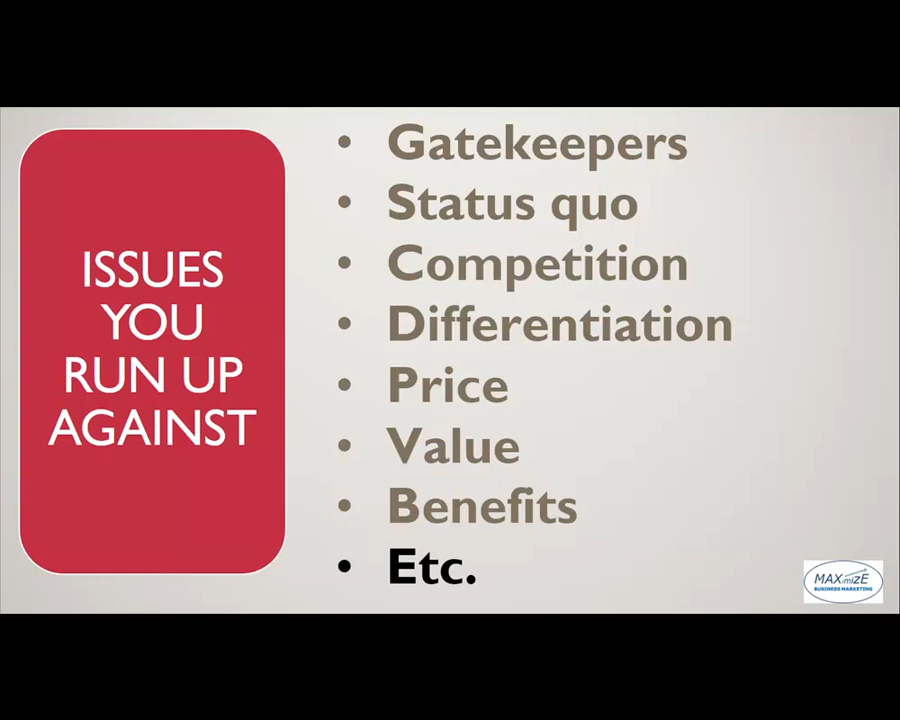 ISSUES
YOU
RUN UP
AGAINST
• Gatekeepers
• Status quo
• Competition
• Differentiation
• Price
• Value
• Benefits
• Etc.
MAXimizE
BUSINESS MARKETING